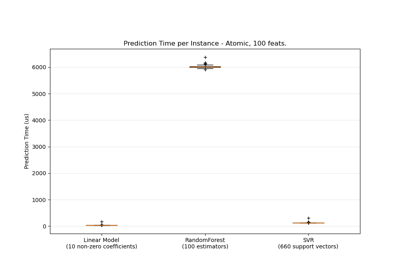 Prediction Time per Instance - Atomic, 100 feats.
Prediction Time (us)
6000
5000
4000
3000
2000
1000
0
Linear Model
(10 non-zero coefficients)
RandomForest
(100 estimators)
SVR
(660 support vectors)